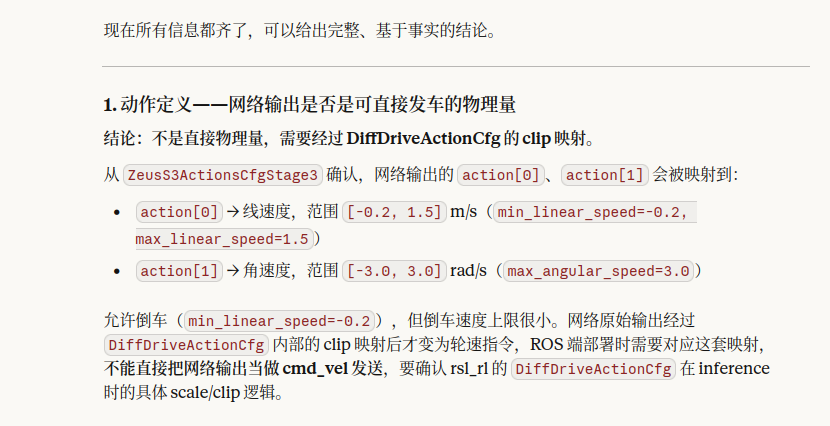 现在所有信息都齐了，可以给出完整、基于事实的结论。
1. 动作定义——网络输出是否是可直接发车的物理量
结论：不是直接物理量，需要经过 DiffDriveActionCfg 的 clip 映射。
从 ZeusS3ActionsCfgStage3 确认，网络输出的 action[0]、action[1] 会被映射到：
• action[0] → 线速度，范围 [-0.2, 1.5] m/s（min_linear_speed=-0.2,
max_linear_speed=1.5）
• action[1] → 角速度，范围 [-3.0, 3.0] rad/s（max_angular_speed=3.0）
允许倒车（min_linear_speed=-0.2），但倒车速度上限很小。网络原始输出经过
DiffDriveActionCfg 内部的 clip 映射后才变为轮速指令，ROS 端部署时需要对应这套映射，
不能直接把网络输出当做 cmd_vel 发送，要确认 rsl_rl 的 DiffDriveActionCfg 在 inference
时的具体 scale/clip 逻辑。